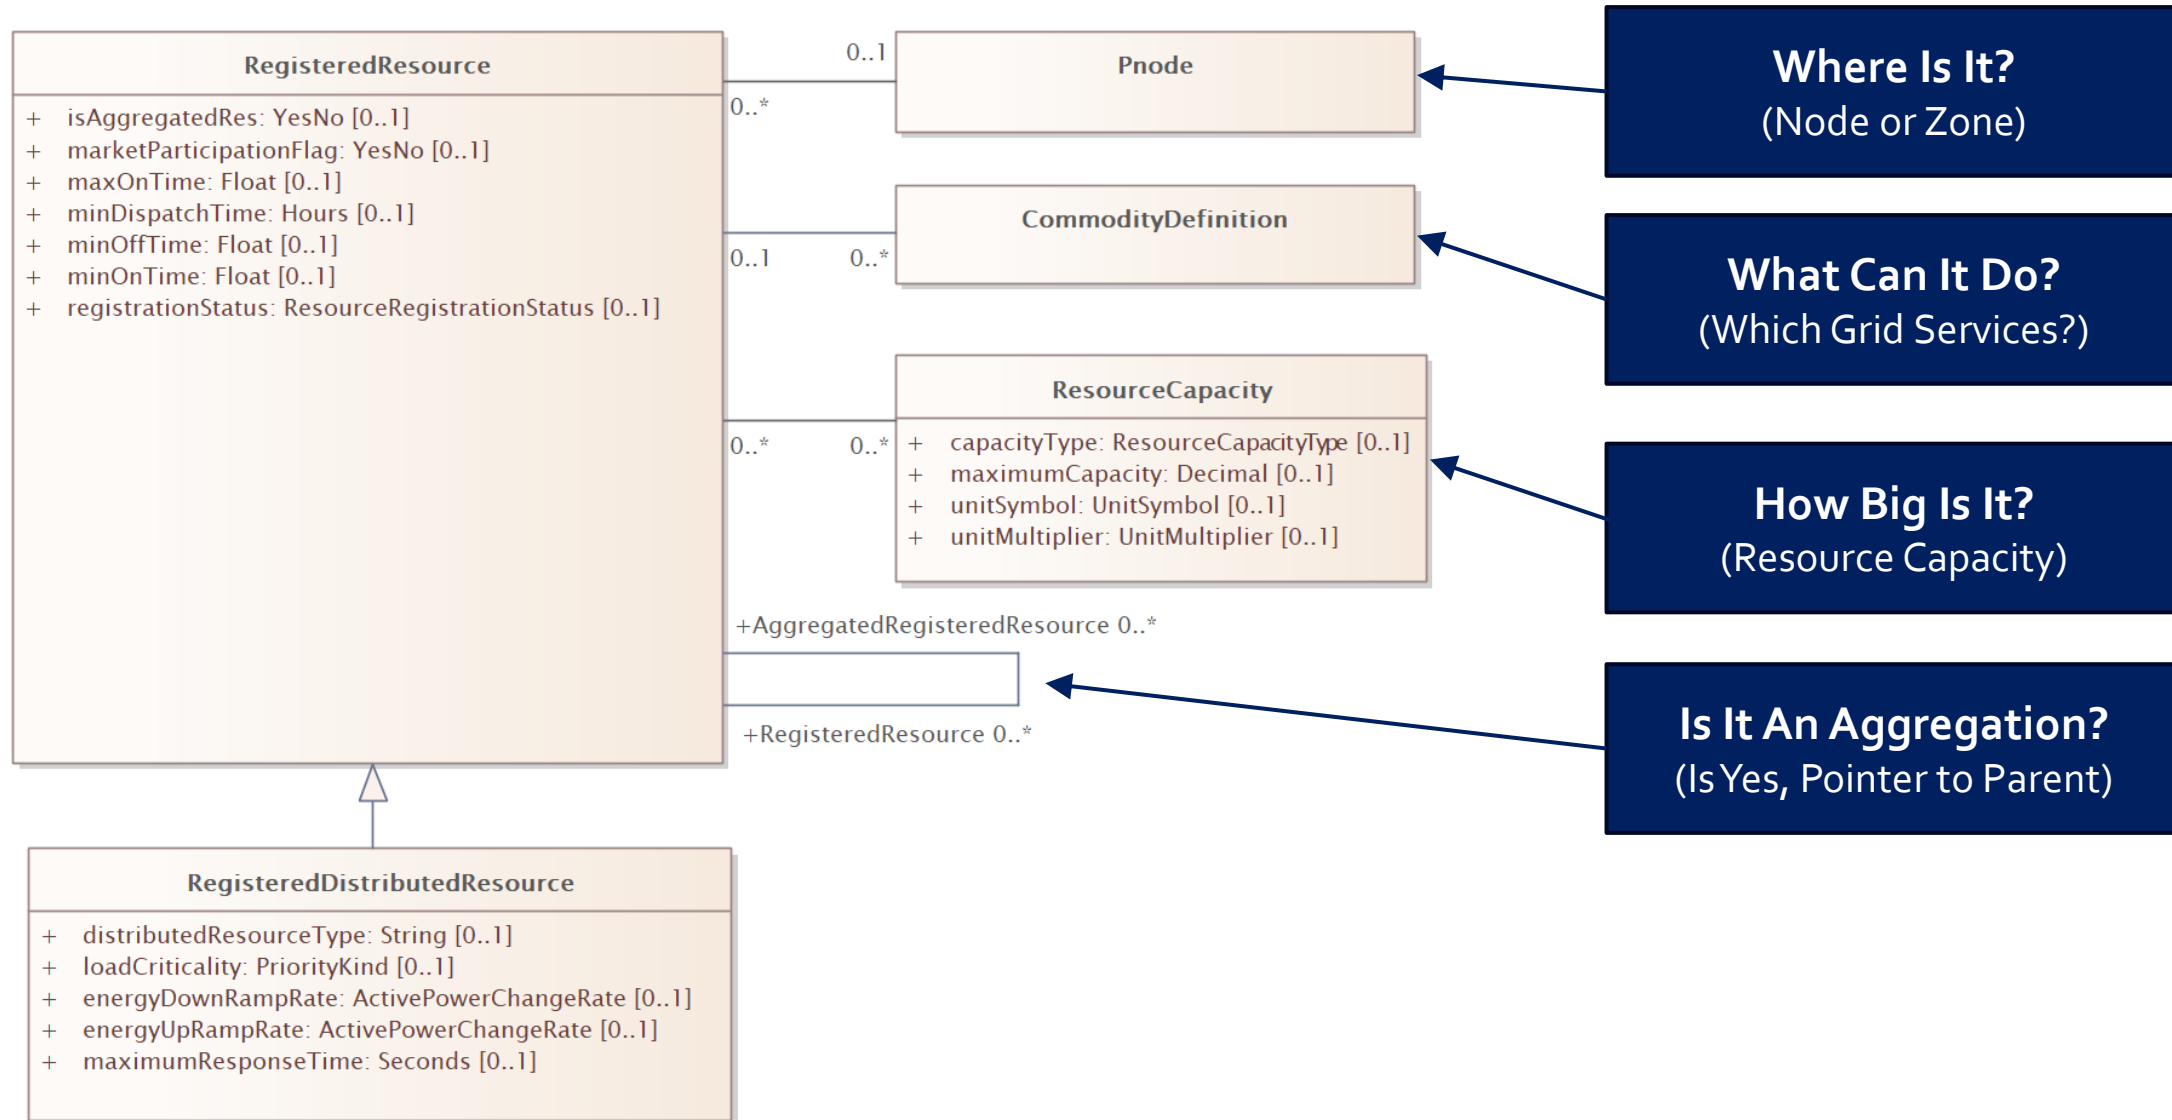 RegisteredResource
+ isAggregatedRes: YesNo [0..1]
+ marketParticipationFlag: YesNo [0..1]
+ maxOnTime: Float [0..1]
+ minDispatchTime: Hours [0..1]
+ minOffTime: Float [0..1]
+ minOnTime: Float [0..1]
+ registrationStatus: ResourceRegistrationStatus [0..1]
0..1
0..*
Pnode
Where Is It?
(Node or Zone)
CommodityDefinition
0..1 0..*
What Can It Do?
(Which Grid Services?)
ResourceCapacity
0..* 0..*
+ capacityType: ResourceCapacityType [0..1]
+ maximumCapacity: Decimal [0..1]
+ unitSymbol: UnitSymbol [0..1]
+ unitMultiplier: UnitMultiplier [0..1]
How Big Is It?
(Resource Capacity)
+AggregatedRegisteredResource 0..*
+RegisteredResource 0..*
Is It An Aggregation?
(Is Yes, Pointer to Parent)
RegisteredDistributedResource
+ distributedResourceType: String [0..1]
+ loadCriticality: PriorityKind [0..1]
+ energyDownRampRate: ActivePowerChangeRate [0..1]
+ energyUpRampRate: ActivePowerChangeRate [0..1]
+ maximumResponseTime: Seconds [0..1]